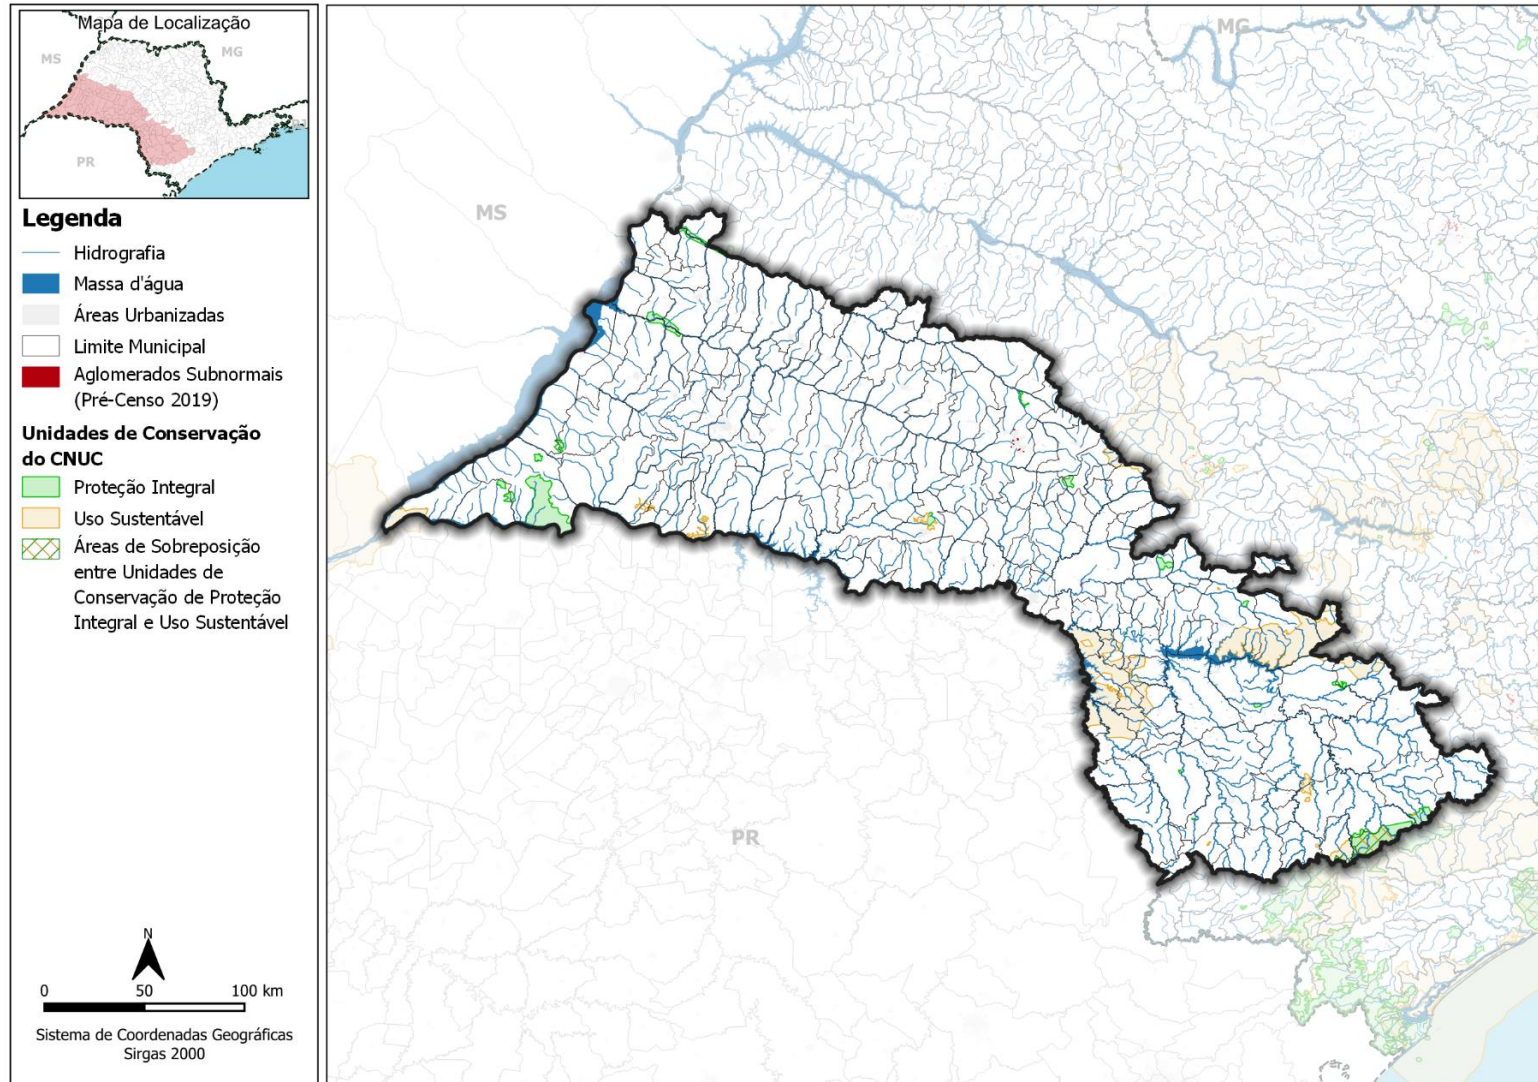 Mapa de Localização
MS
MG
PR
Legenda
Hidrografia
Massa d'água
Áreas Urbanizadas
Limite Municipal
Aglomerados Subnormais
(Pré-Censo 2019)
Unidades de Conservação
do CNUC
Proteção Integral
Uso Sustentável
Áreas de Sobreposição
entre Unidades de
Conservação de Proteção
Integral e Uso Sustentável
N
0 50 100 km
Sistema de Coordenadas Geográficas
Sirgas 2000
MG
MS
PR